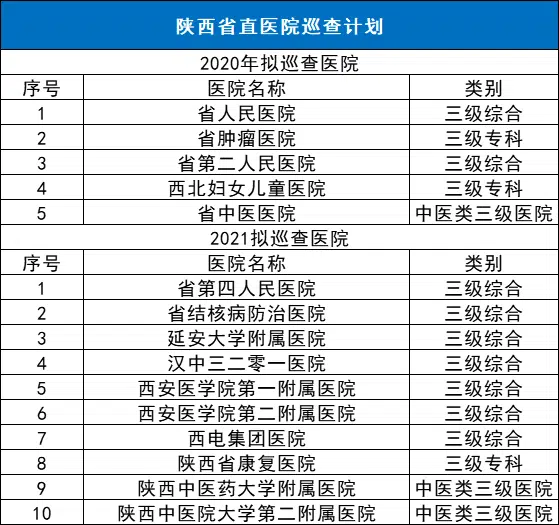 陕西省直医院巡查计划
2020年拟巡查医院
序号 医院名称 类别
1 省人民医院 三级综合
2 省肿瘤医院 三级专科
3 省第二人民医院 三级综合
4 西北妇女儿童医院 三级专科
5 省中医医院 中医类三级医院
2021拟巡查医院
序号 医院名称 类别
1 省第四人民医院 三级综合
2 省结核病防治医院 三级综合
3 延安大学附属医院 三级综合
4 汉中三二零一医院 三级综合
5 西安医学院第一附属医院 三级综合
6 西安医学院第二附属医院 三级综合
7 西电集团医院 三级综合
8 陕西省康复医院 三级专科
9 陕西中医药大学附属医院 中医类三级医院
10 陕西中医院大学第二附属医院 中医类三级医院